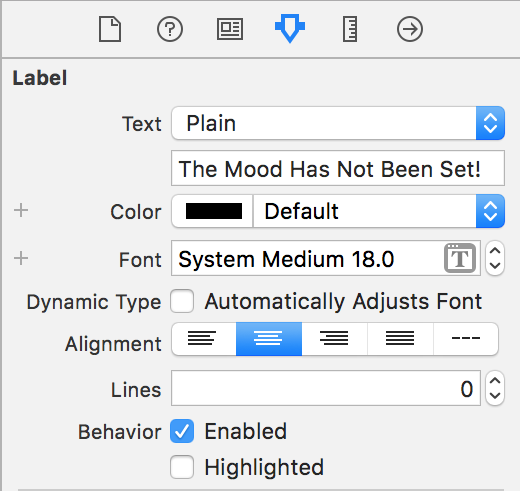 Label
Text Plain
The Mood Has Not Been Set!
Color Default
Font System Medium 18.0 T
Dynamic Type Automatically Adjusts Font
Alignment
Lines 0
Behavior Enabled
Highlighted